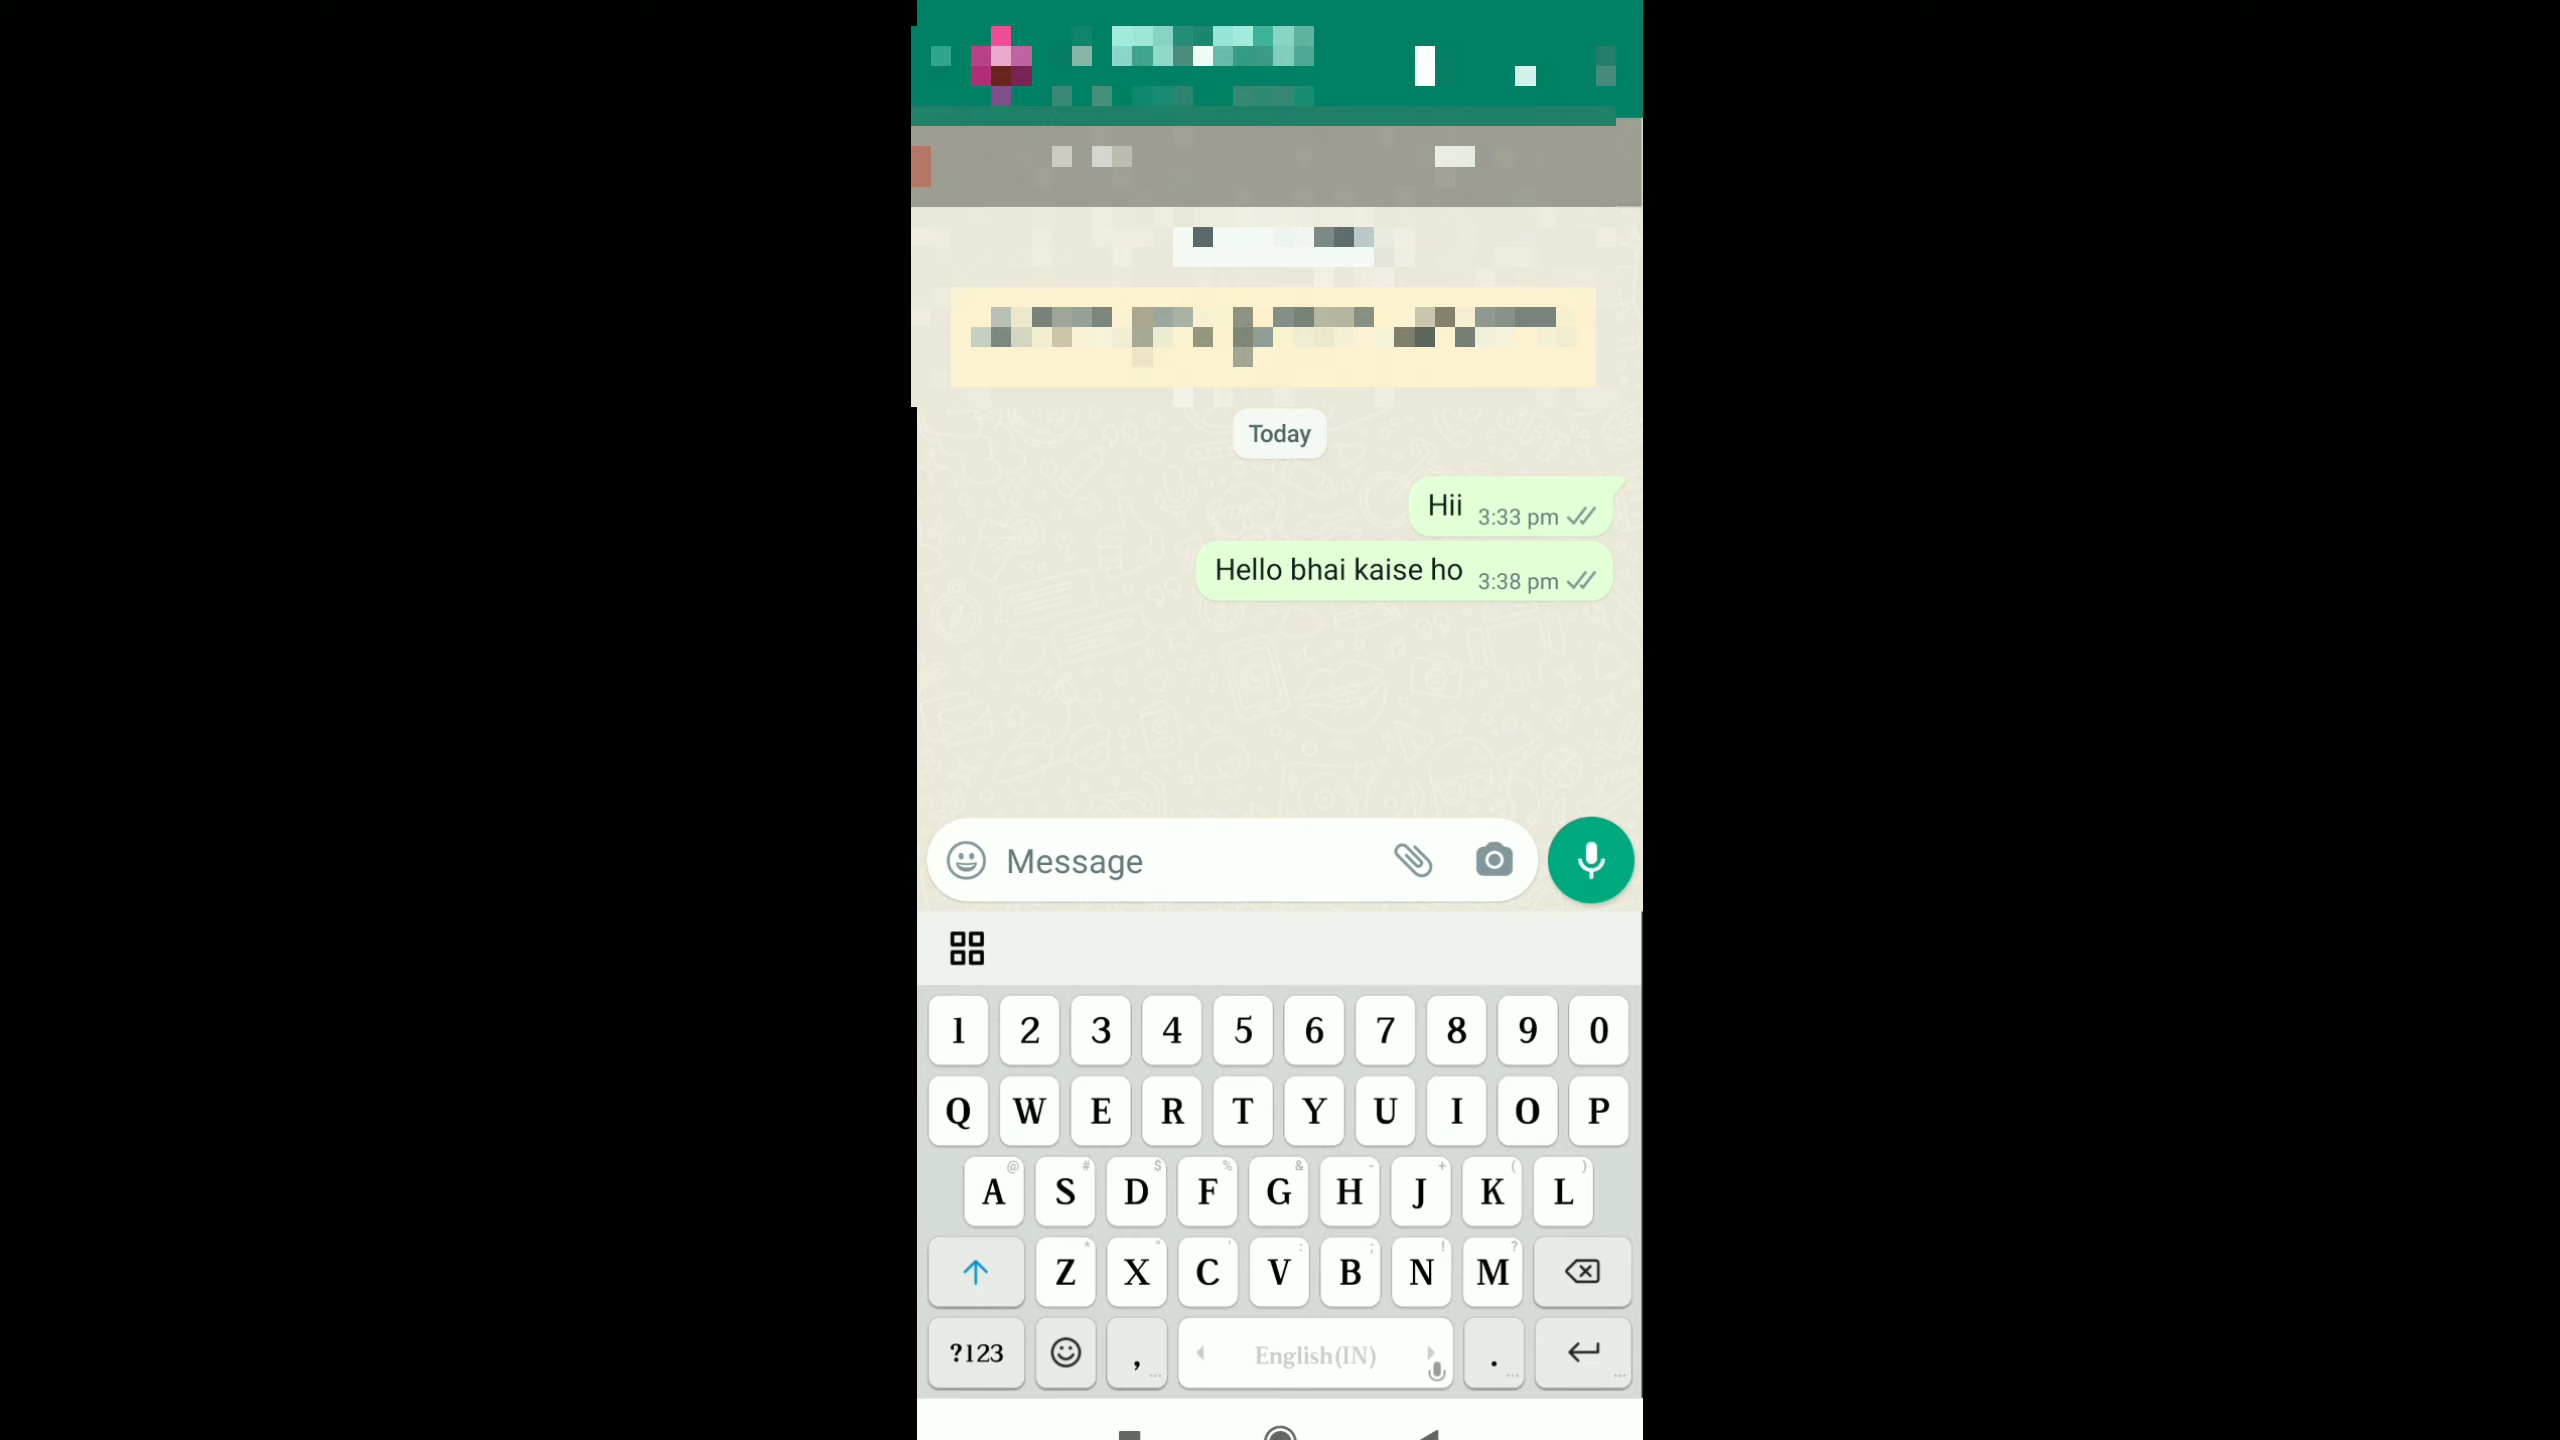 Today
Hii 3:33 pm
Hello bhai kaise ho 3:38 pm
Message
1 2 3 4 5 6 7 8 9 0
Q W E R T Y U I O P
@ # $ % & - + ( )
A S D F G H J K L
* " ' : ; ! ?
Z X C V B N M
?123 , English(IN) .